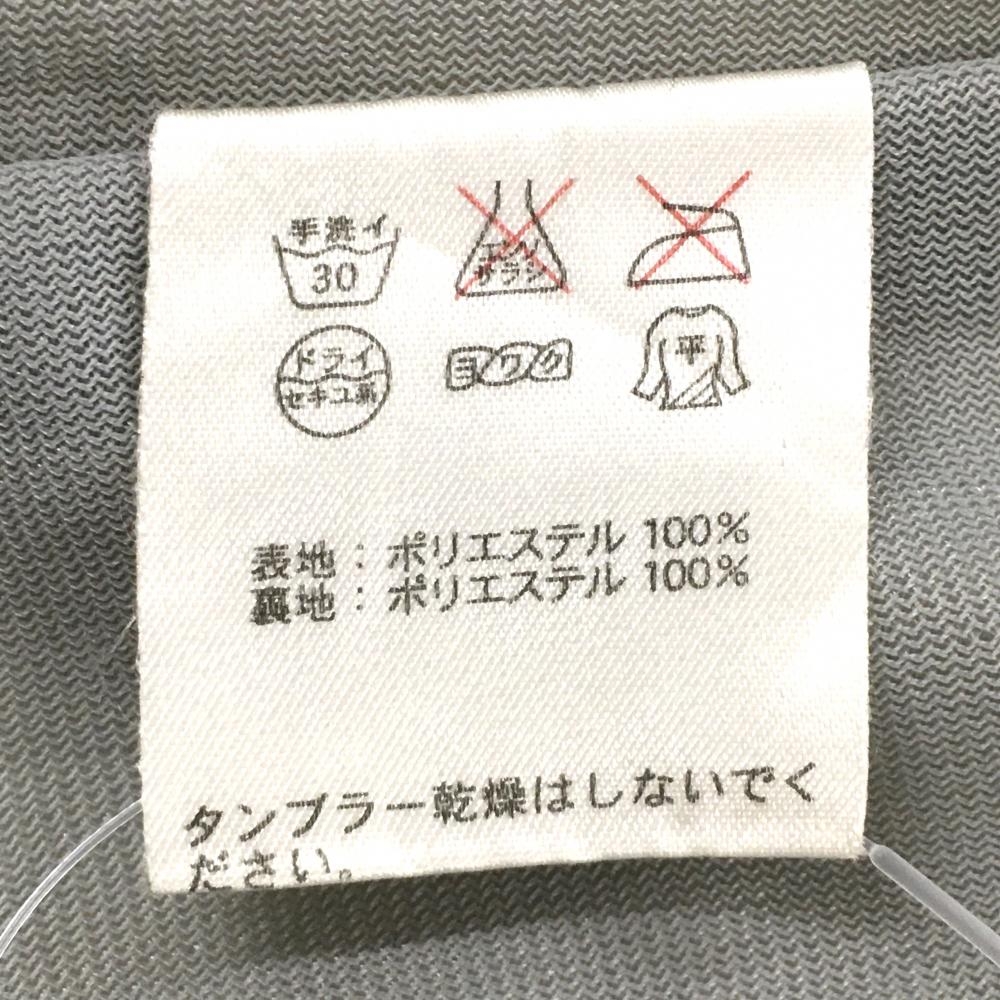 手洗イ
30
エンソ
サラシ
ドライ
セキユ系
ヨワク
平
表地：ポリエステル 100%
裏地：ポリエステル 100%
タンブラー乾燥はしないでく
ださい。